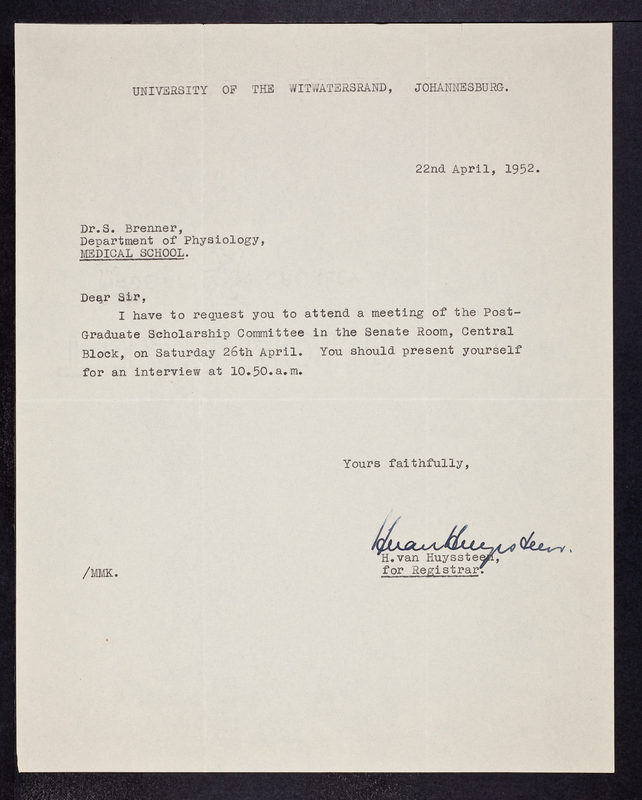 UNIVERSITY OF THE WITWATERSRAND, JOHANNESBURG.
22nd April, 1952.
Dr.S. Brenner,
Department of Physiology,
MEDICAL SCHOOL.
Dear Sir,
I have to request you to attend a meeting of the Post-
Graduate Scholarship Committee in the Senate Room, Central
Block, on Saturday 26th April. You should present yourself
for an interview at 10.50.a.m.
Yours faithfully,
HvanHuyssteen.
H.van Huyssteen,
for Registrar.
/MMK.